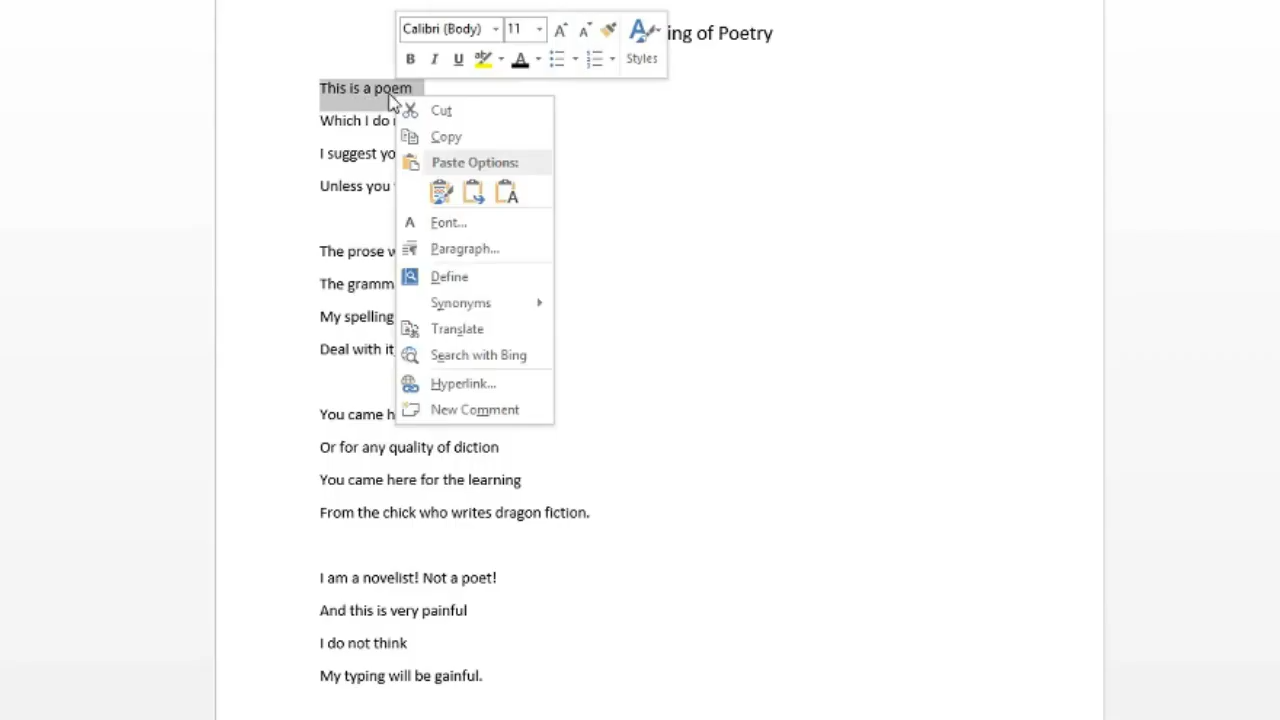 Calibri (Body) 11
ing of Poetry
B I U Styles
This is a poem
Which I do
I suggest yo
Unless you
The prose
The gramm
My spelling
Deal with it
You came h
Or for any quality of diction
You came here for the learning
From the chick who writes dragon fiction.
I am a novelist! Not a poet!
And this is very painful
I do not think
My typing will be gainful.
Cut
Copy
Paste Options:
Font...
Paragraph...
Define
Synonyms
Translate
Search with Bing
Hyperlink...
New Comment